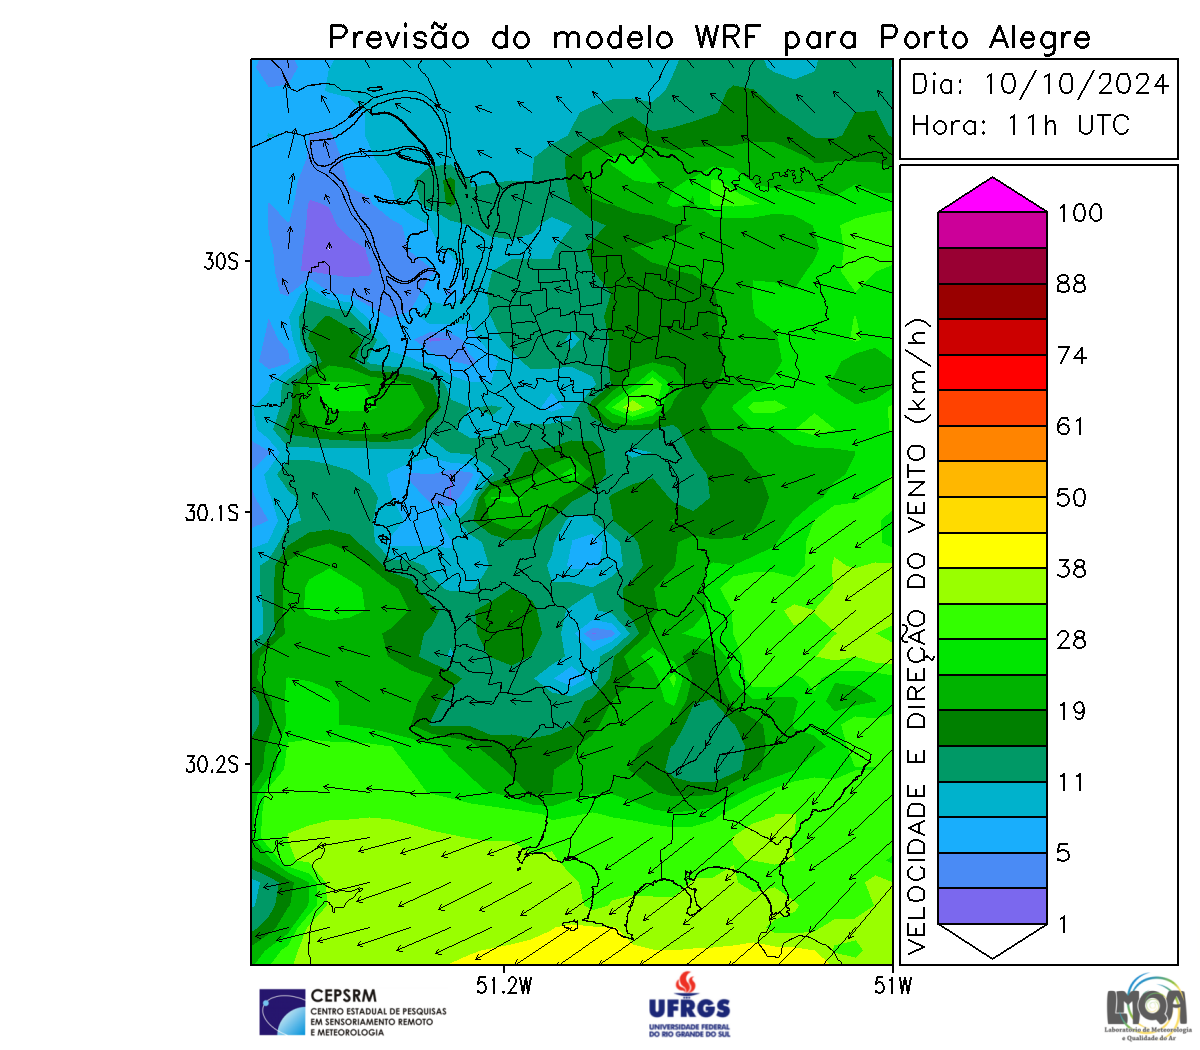 Previsão do modelo WRF para Porto Alegre
Dia: 10/10/2024
Hora: 11h UTC
100
88
74
61
50
38
28
19
11
5
1
VELOCIDADE E DIREÇÃO DO VENTO (km/h)
30S
30.1S
30.2S
51.2W
51W
CEPSRM
CENTRO ESTADUAL DE PESQUISAS
EM SENSORIAMENTO REMOTO
E METEOROLOGIA
UFRGS
UNIVERSIDADE FEDERAL
DO RIO GRANDE DO SUL
LMQA
Laboratório de Meteorologia
e Qualidade do Ar